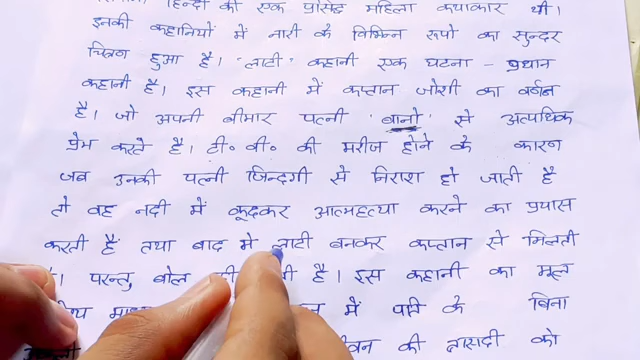 हिन्दी की एक प्रसिद्ध महिला कथाकार थी।
इनकी कहानियों में नारी के विभिन्न रूपो का सुन्दर
चित्रण हुआ है। 'लाटी' कहानी एक घटना - प्रधान
कहानी है। इस कहानी में कप्तान जोशी का वर्णन
है। जो अपनी बीमार पत्नी 'बानो' से अत्यधिक
प्रेम करते है। टी० बी० की मरीज होने के कारण
जब उनकी पत्नी जिन्दगी से निराश हो जाती है
तो वह नदी में कूदकर आत्महत्या करने का प्रयास
करती हैं तथा बाद मे लाटी बनकर कप्तान से मिलती
है। परन्तु बोल है। इस कहानी का मूल
में पति के बिना
की त्रासदी को